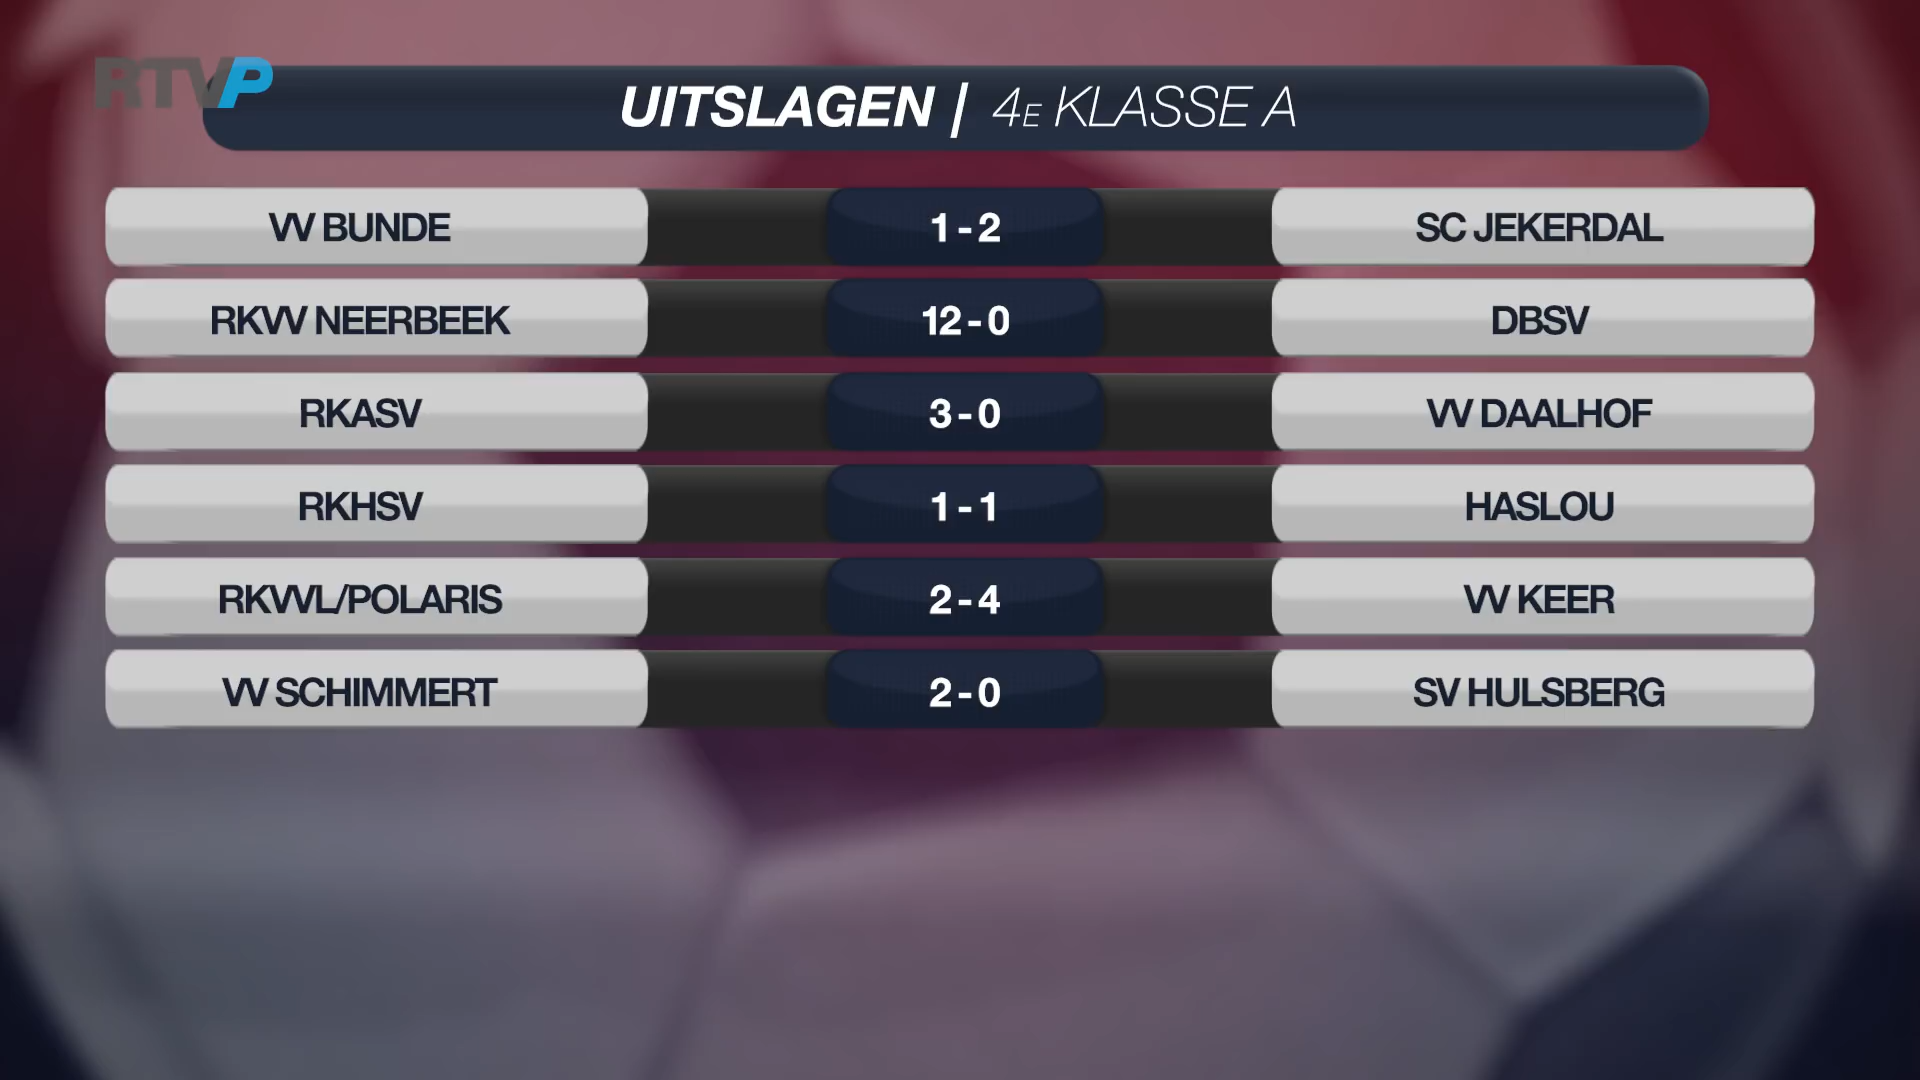 RTVP
UITSLAGEN | 4E KLASSE A
VV BUNDE 1 - 2 SC JEKERDAL
RKVV NEERBEEK 12 - 0 DBSV
RKASV 3 - 0 VV DAALHOF
RKHSV 1 - 1 HASLOU
RKVVL/POLARIS 2 - 4 VV KEER
VV SCHIMMERT 2 - 0 SV HULSBERG